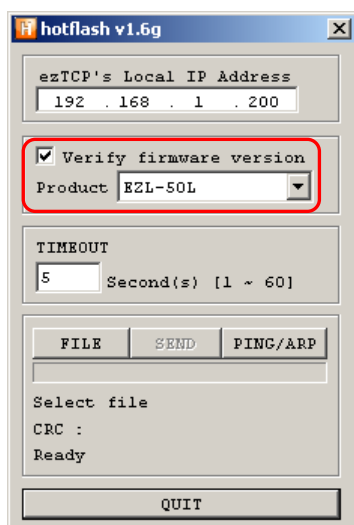 hotflash v1.6g
ezTCP's Local IP Address
192 . 168 . 1 . 200
Verify firmware version
Product EZL-50L
TIMEOUT
5 Second(s) [1 ~ 60]
FILE SEND PING/ARP
Select file
CRC :
Ready
QUIT